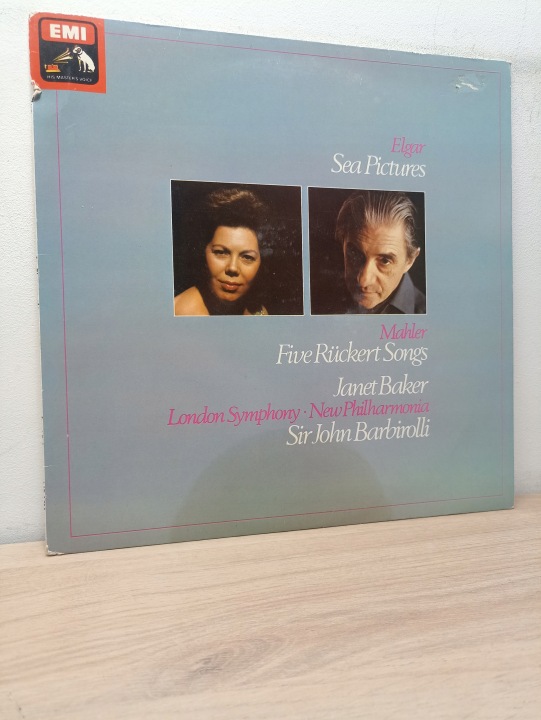 EMI
HIS MASTER'S VOICE
Elgar
Sea Pictures
Mahler
Five Rückert Songs
Janet Baker
London Symphony · New Philharmonia
Sir John Barbirolli